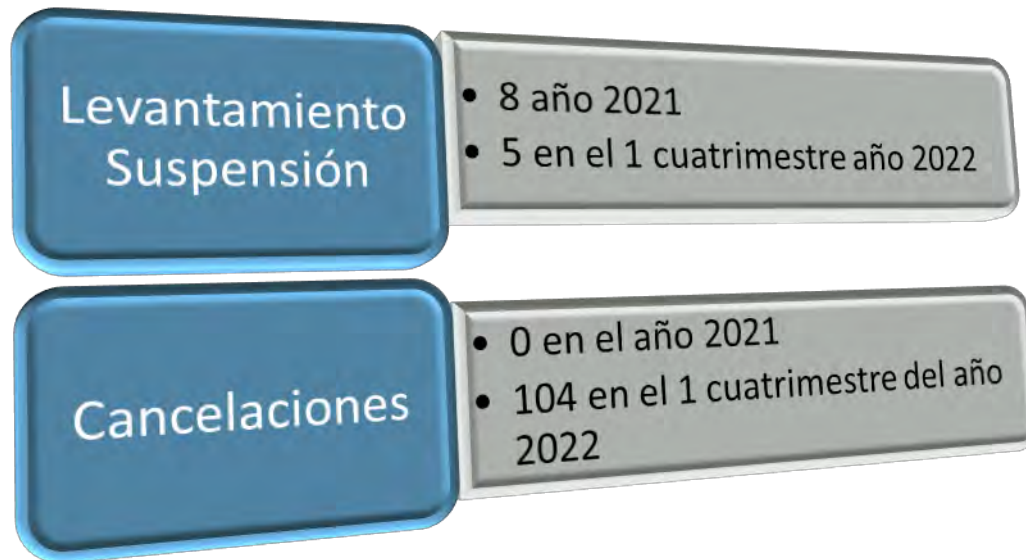 Levantamiento
Suspensión
• 8 año 2021
• 5 en el 1 cuatrimestre año 2022
Cancelaciones
• 0 en el año 2021
• 104 en el 1 cuatrimestre del año
2022